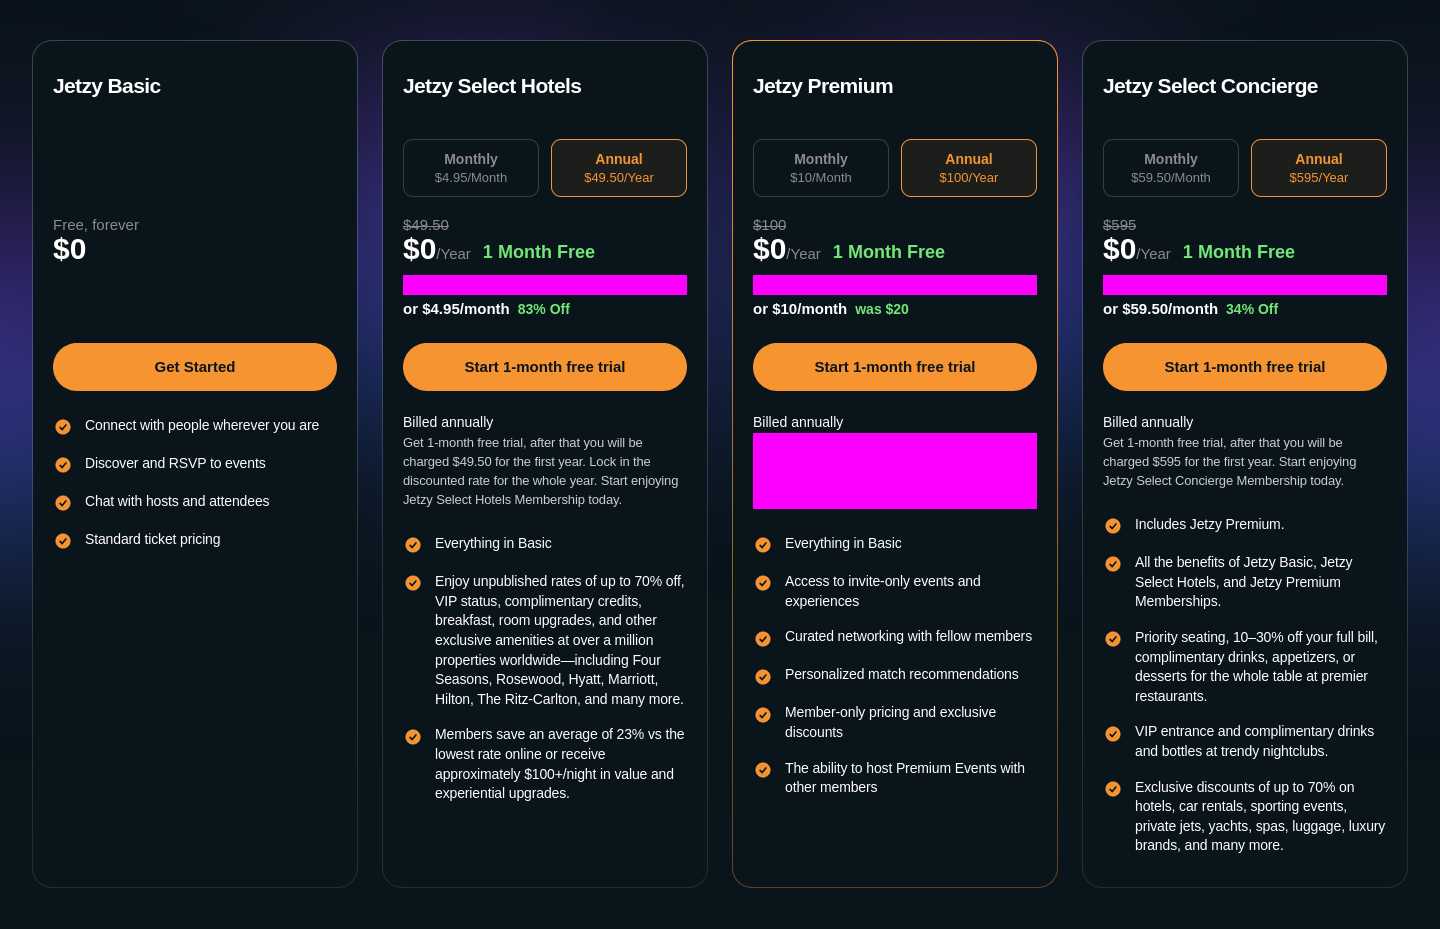 Jetzy Basic
Free, forever
$0
Get Started
Connect with people wherever you are
Discover and RSVP to events
Chat with hosts and attendees
Standard ticket pricing
Jetzy Select Hotels
Monthly
$4.95/Month
Annual
$49.50/Year
$49.50
$0/Year 1 Month Free
or $4.95/month 83% Off
Start 1-month free trial
Billed annually
Get 1-month free trial, after that you will be
charged $49.50 for the first year. Lock in the
discounted rate for the whole year. Start enjoying
Jetzy Select Hotels Membership today.
Everything in Basic
Enjoy unpublished rates of up to 70% off,
VIP status, complimentary credits,
breakfast, room upgrades, and other
exclusive amenities at over a million
properties worldwide—including Four
Seasons, Rosewood, Hyatt, Marriott,
Hilton, The Ritz-Carlton, and many more.
Members save an average of 23% vs the
lowest rate online or receive
approximately $100+/night in value and
experiential upgrades.
Jetzy Premium
Monthly
$10/Month
Annual
$100/Year
$100
$0/Year 1 Month Free
or $10/month was $20
Start 1-month free trial
Billed annually
Everything in Basic
Access to invite-only events and
experiences
Curated networking with fellow members
Personalized match recommendations
Member-only pricing and exclusive
discounts
The ability to host Premium Events with
other members
Jetzy Select Concierge
Monthly
$59.50/Month
Annual
$595/Year
$595
$0/Year 1 Month Free
or $59.50/month 34% Off
Start 1-month free trial
Billed annually
Get 1-month free trial, after that you will be
charged $595 for the first year. Start enjoying
Jetzy Select Concierge Membership today.
Includes Jetzy Premium.
All the benefits of Jetzy Basic, Jetzy
Select Hotels, and Jetzy Premium
Memberships.
Priority seating, 10–30% off your full bill,
complimentary drinks, appetizers, or
desserts for the whole table at premier
restaurants.
VIP entrance and complimentary drinks
and bottles at trendy nightclubs.
Exclusive discounts of up to 70% on
hotels, car rentals, sporting events,
private jets, yachts, spas, luggage, luxury
brands, and many more.